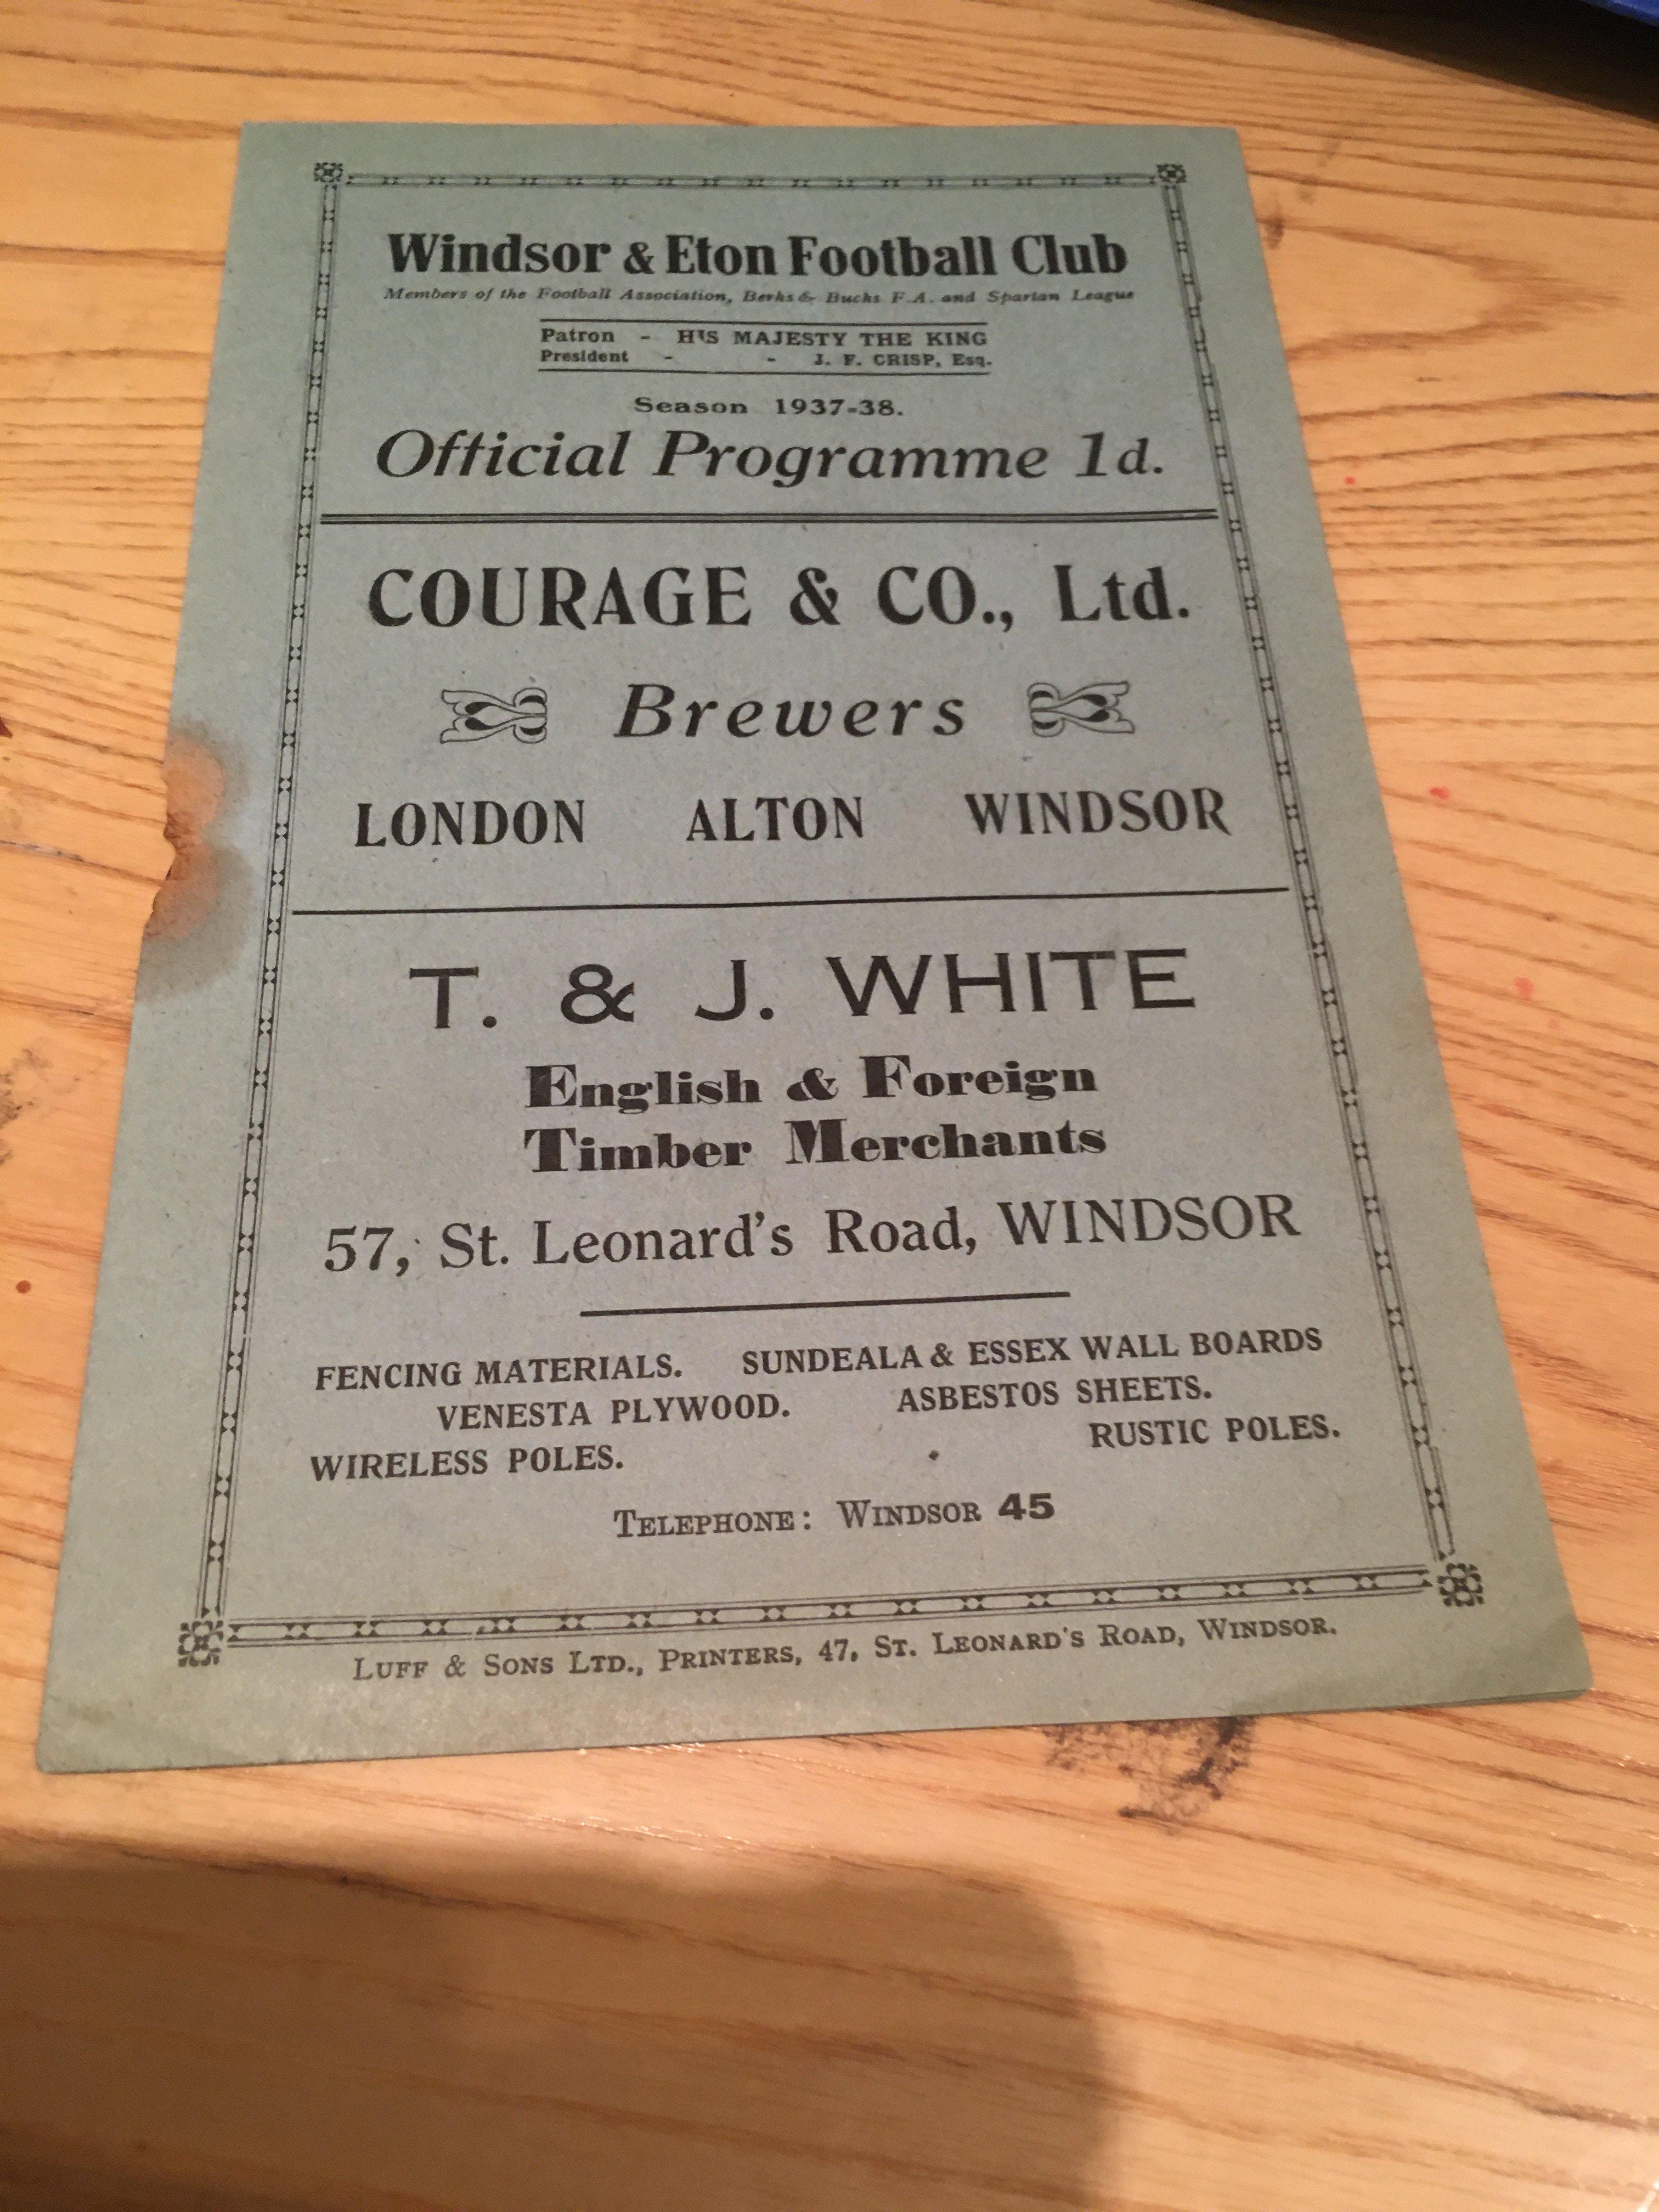 Windsor & Eton Football Club
Members of the Football Association, Berks & Bucks F.A. and Spartan League
Patron - HIS MAJESTY THE KING
President - - J. F. CRISP, Esq.
Season 1937-38.
Official Programme 1d.
COURAGE & CO., Ltd.
Brewers
LONDON ALTON WINDSOR
T. & J. WHITE
English & Foreign
Timber Merchants
57, St. Leonard's Road, WINDSOR
FENCING MATERIALS. SUNDEALA & ESSEX WALL BOARDS
VENESTA PLYWOOD. ASBESTOS SHEETS.
WIRELESS POLES. RUSTIC POLES.
TELEPHONE: WINDSOR 45
LUFF & SONS LTD., PRINTERS, 47, ST. LEONARD'S ROAD, WINDSOR.